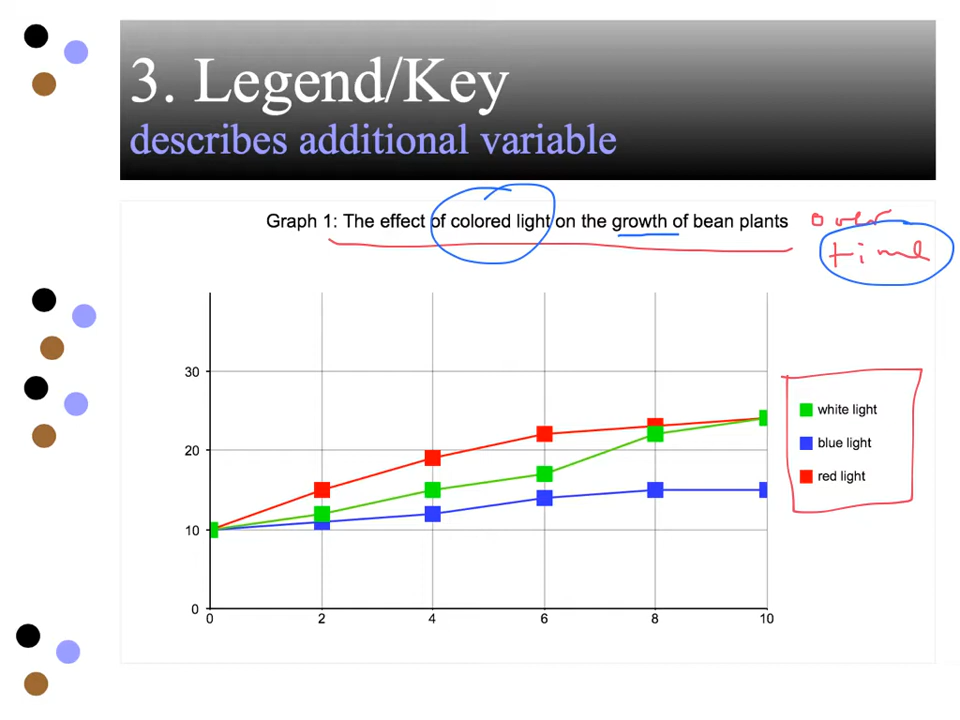 3. Legend/Key
describes additional variable
Graph 1: The effect of colored light on the growth of bean plants over
time
30
20
10
0
0 2 4 6 8 10
white light
blue light
red light